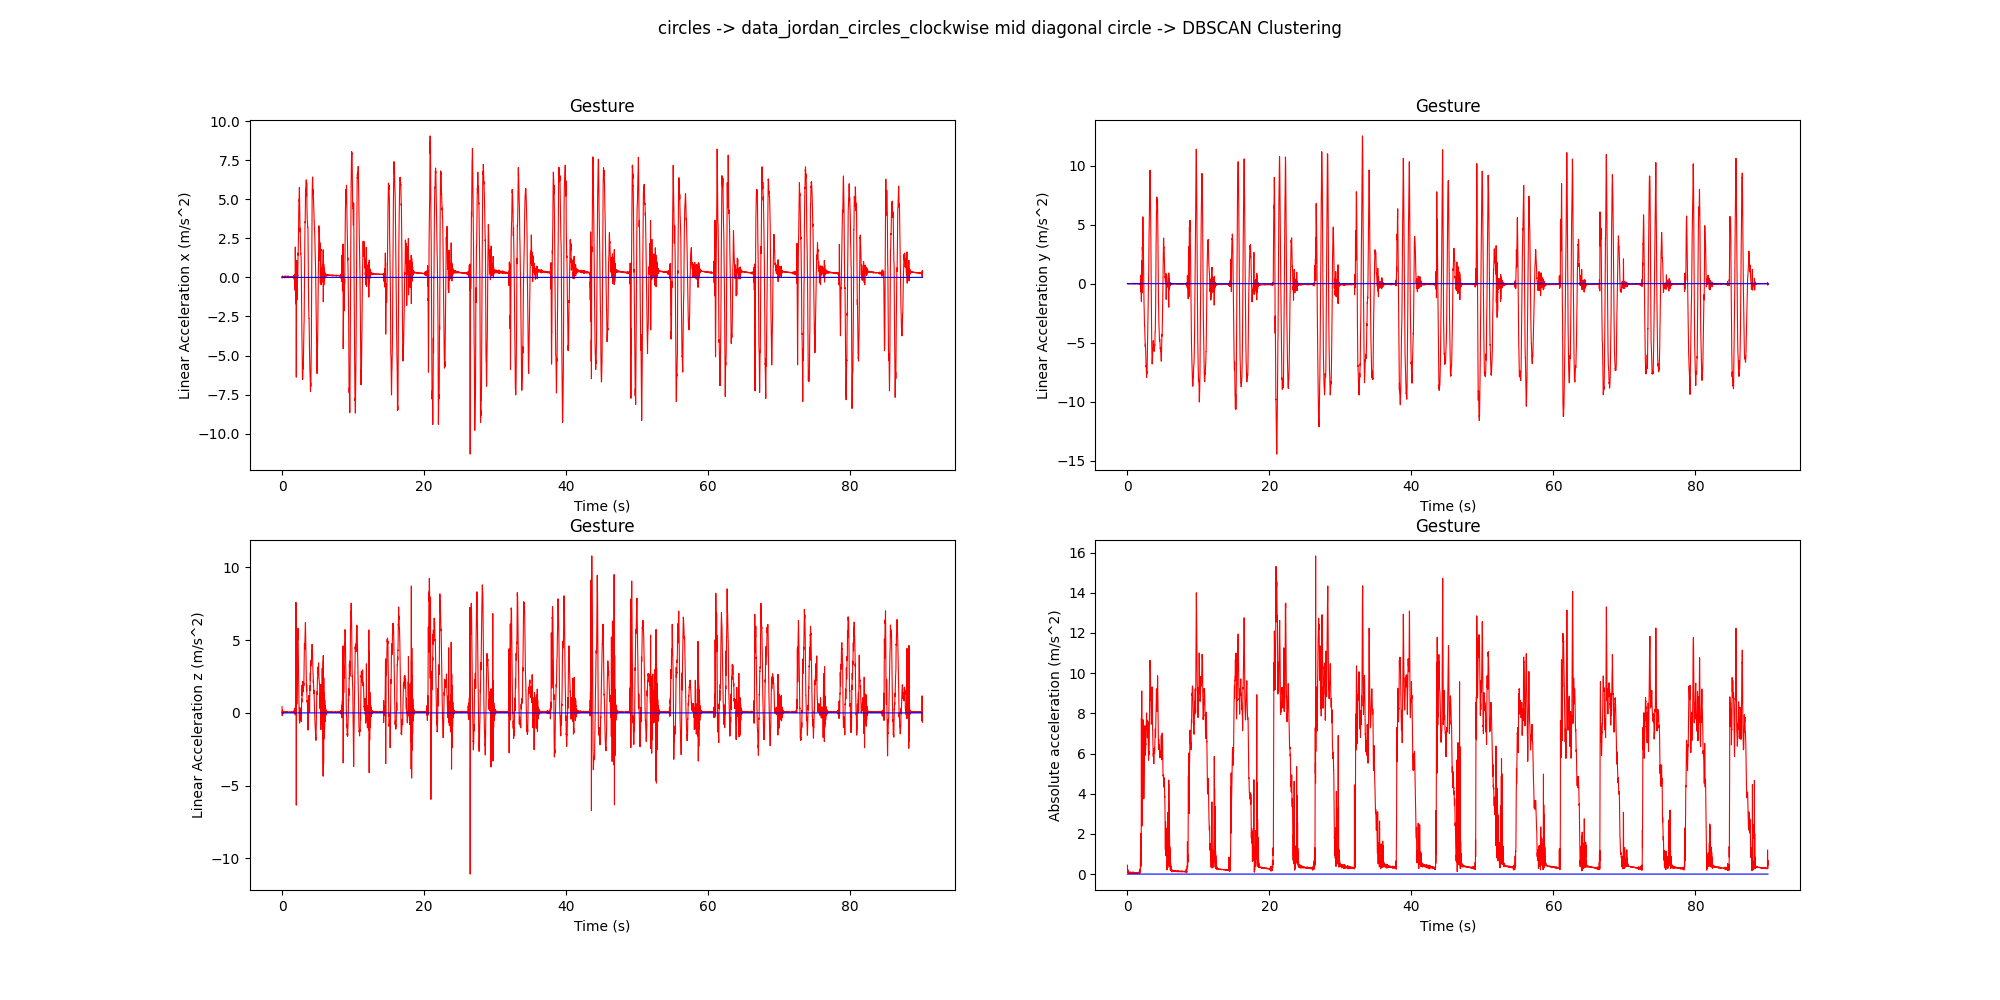 circles -> data_jordan_circles_clockwise mid diagonal circle -> DBSCAN Clustering
Gesture
Linear Acceleration x (m/s^2)
10.0
7.5
5.0
2.5
0.0
−2.5
−5.0
−7.5
−10.0
0 20 40 60 80
Time (s)
Gesture
Linear Acceleration y (m/s^2)
10
5
0
−5
−10
−15
0 20 40 60 80
Time (s)
Gesture
Linear Acceleration z (m/s^2)
10
5
0
−5
−10
0 20 40 60 80
Time (s)
Gesture
Absolute acceleration (m/s^2)
16
14
12
10
8
6
4
2
0
0 20 40 60 80
Time (s)